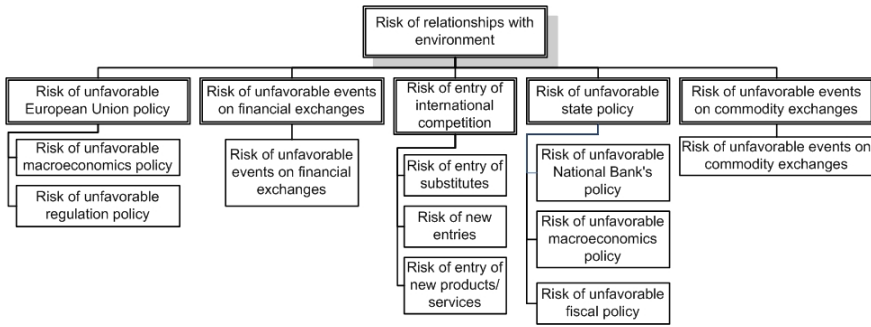 Risk of relationships with
environment
Risk of unfavorable
European Union policy
Risk of unfavorable events
on financial exchanges
Risk of entry of
international
competition
Risk of unfavorable
state policy
Risk of unfavorable events
on commodity exchanges
Risk of unfavorable
macroeconomics policy
Risk of unfavorable
regulation policy
Risk of unfavorable
events on financial
exchanges
Risk of entry of
substitutes
Risk of new
entries
Risk of entry of
new products/
services
Risk of unfavorable
National Bank's
policy
Risk of unfavorable
macroeconomics
policy
Risk of unfavorable
fiscal policy
Risk of unfavorable events on
commodity exchanges